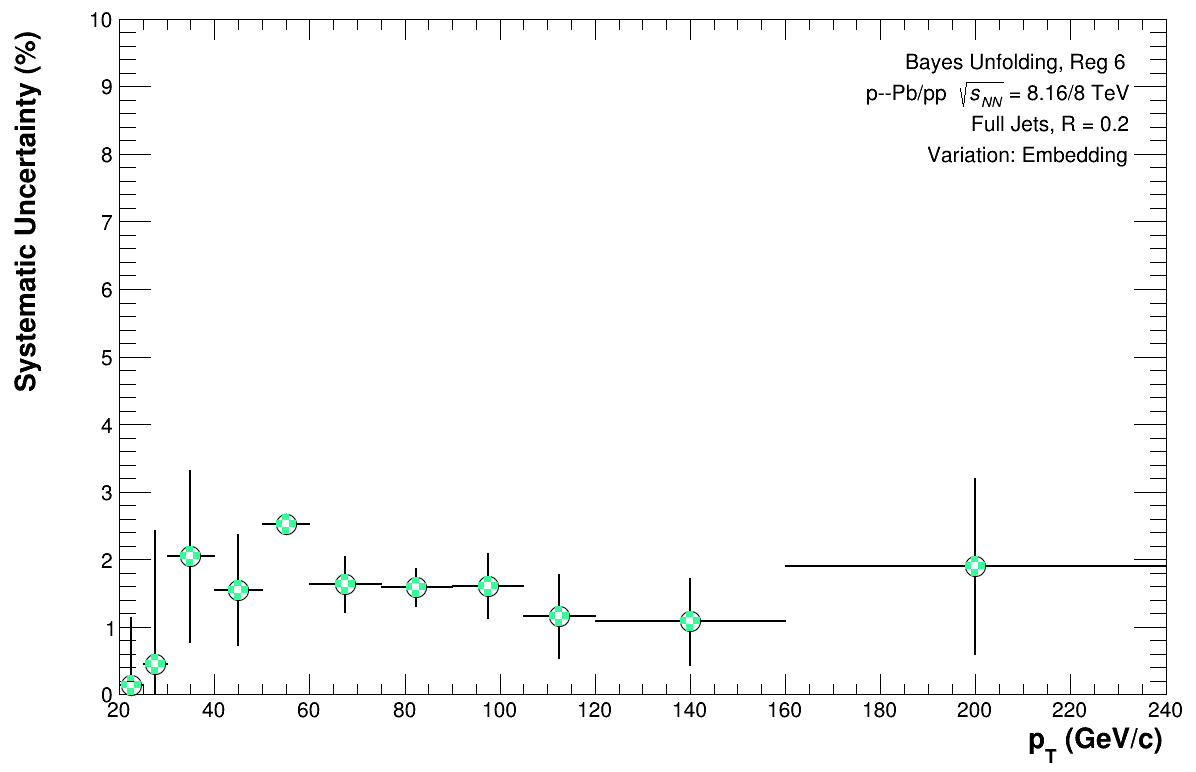 Systematic Uncertainty (%)
10
9
8
7
6
5
4
3
2
1
0
Bayes Unfolding, Reg 6
p--Pb/pp √s_NN = 8.16/8 TeV
Full Jets, R = 0.2
Variation: Embedding
20 40 60 80 100 120 140 160 180 200 220 240
p_T (GeV/c)